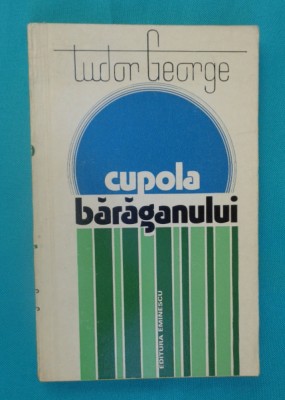 Tudor George
cupola
bărăganului
EDITURA EMINESCU